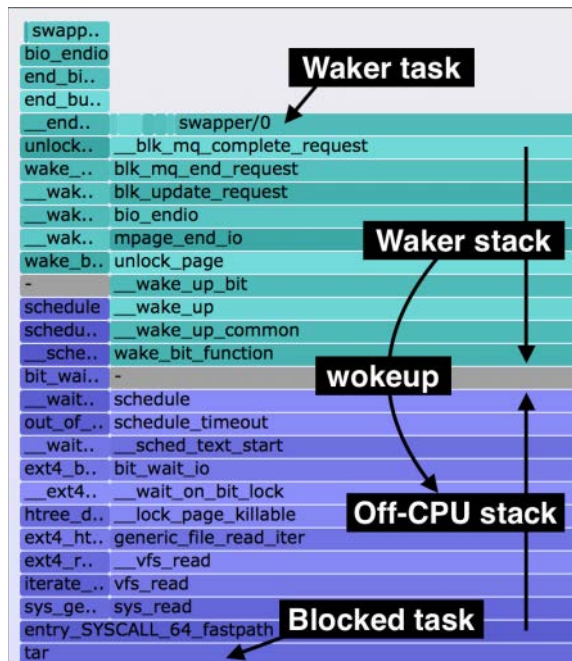 swapp..
bio_endio
end_bi.. Waker task
end_bu..
__end.. swapper/0
unlock.. __blk_mq_complete_request
wake_.. blk_mq_end_request
__wak.. blk_update_request
__wak.. bio_endio
__wak.. mpage_end_io Waker stack
wake_b.. unlock_page
- __wake_up_bit
schedule __wake_up
schedu.. __wake_up_common
__sche.. wake_bit_function
bit_wai.. - wokeup
__wait.. schedule
out_of_.. schedule_timeout
__wait.. __sched_text_start
ext4_b.. bit_wait_io
__ext4.. __wait_on_bit_lock
htree_d.. __lock_page_killable Off-CPU stack
ext4_ht.. generic_file_read_iter
ext4_r.. __vfs_read
iterate_.. vfs_read
sys_ge.. sys_read Blocked task
entry_SYSCALL_64_fastpath
tar